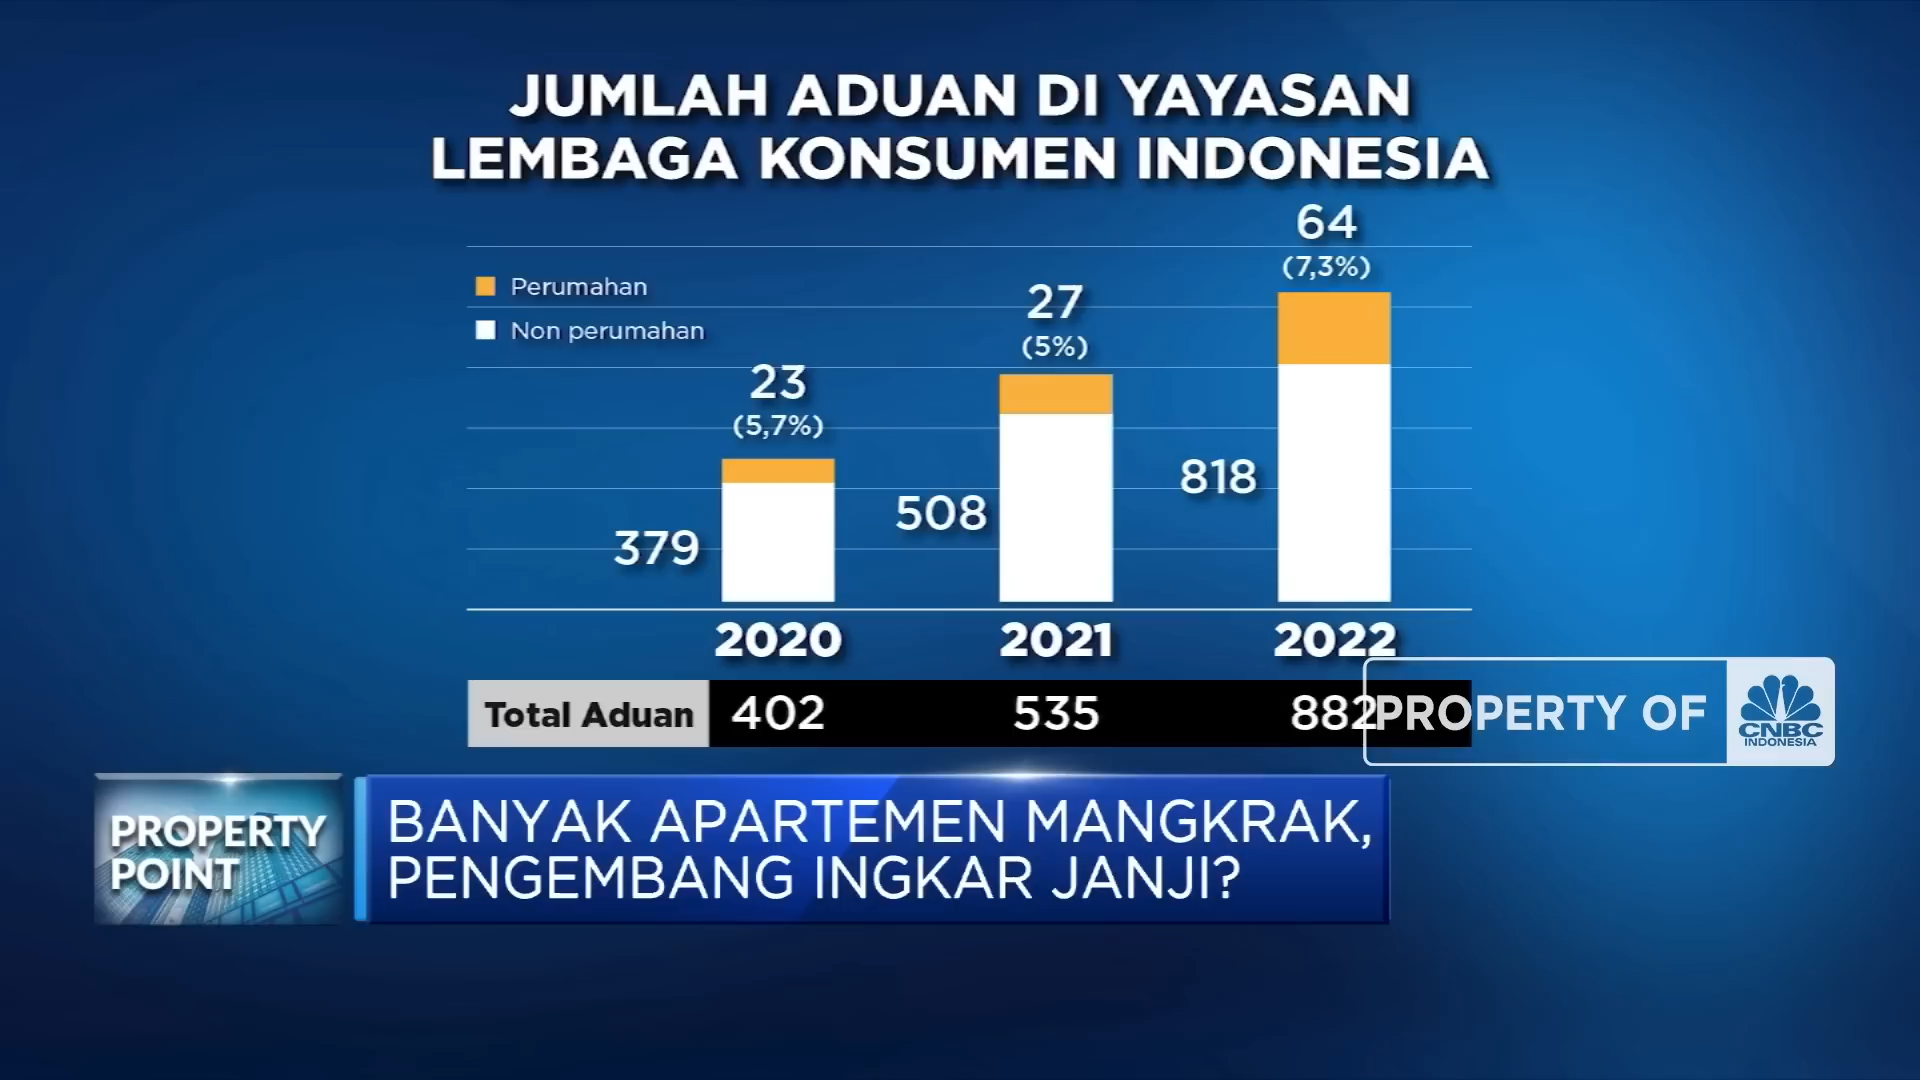 JUMLAH ADUAN DI YAYASAN
LEMBAGA KONSUMEN INDONESIA
Perumahan
Non perumahan
23
(5,7%)
379
27
(5%)
508
64
(7,3%)
818
2020 2021 2022
Total Aduan 402 535 882
PROPERTY OF
CNBC
INDONESIA
PROPERTY
POINT
BANYAK APARTEMEN MANGKRAK,
PENGEMBANG INGKAR JANJI?